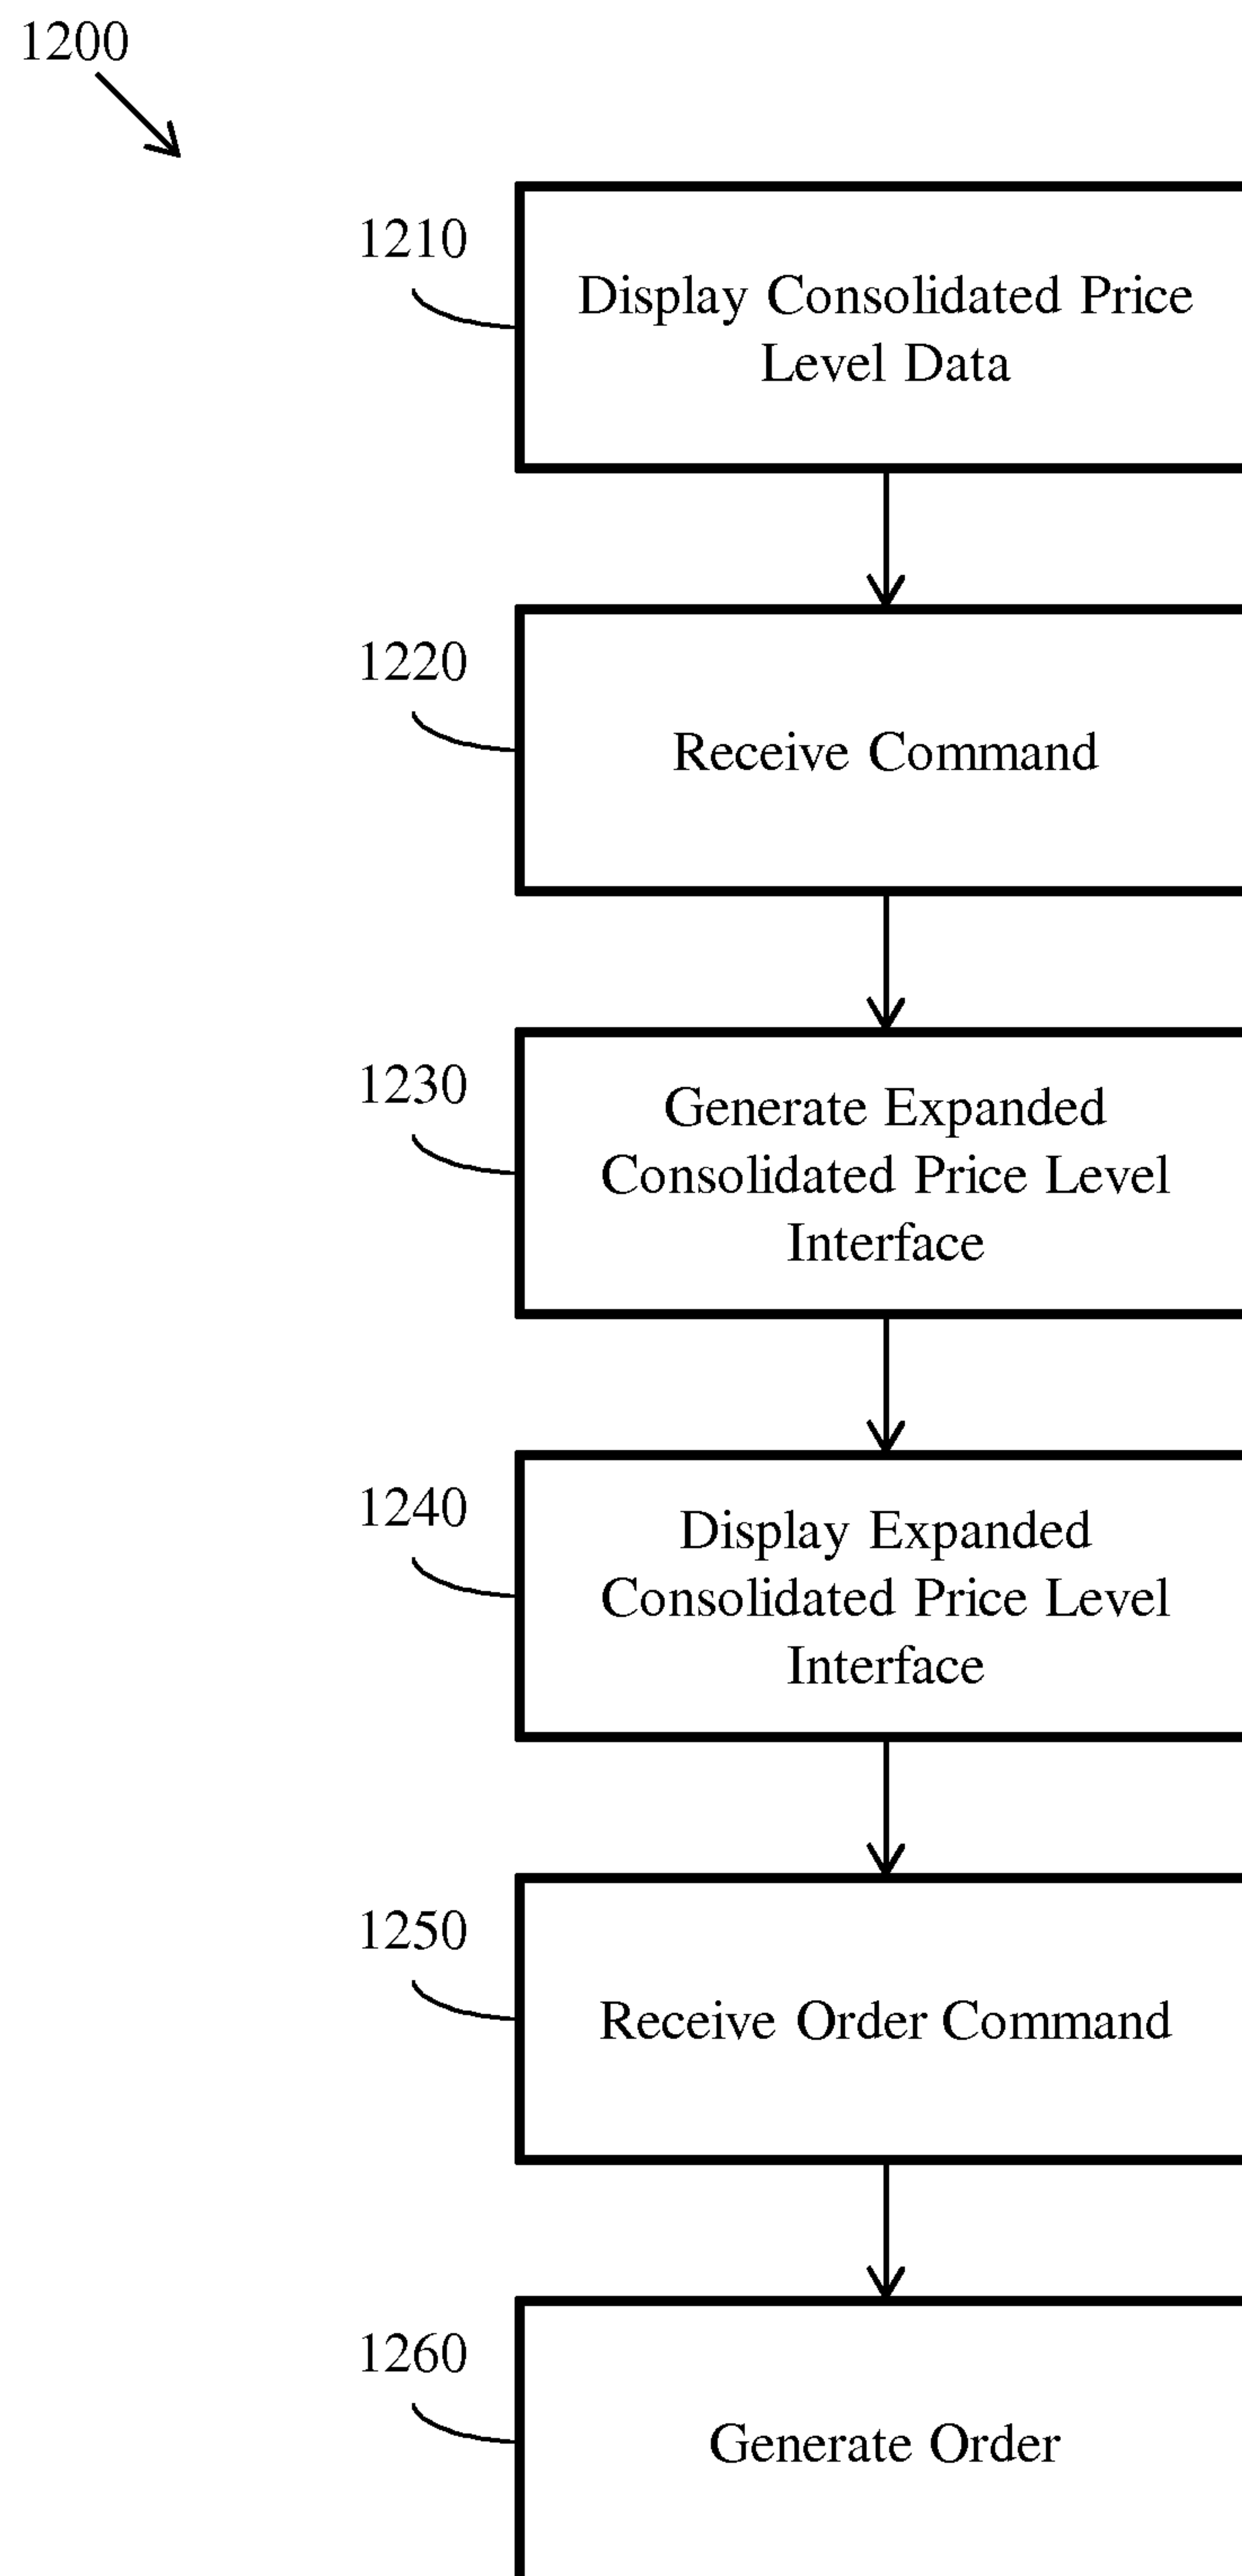 1200
1210
Display Consolidated Price
Level Data
1220
Receive Command
1230
Generate Expanded
Consolidated Price Level
Interface
1240
Display Expanded
Consolidated Price Level
Interface
1250
Receive Order Command
1260
Generate Order